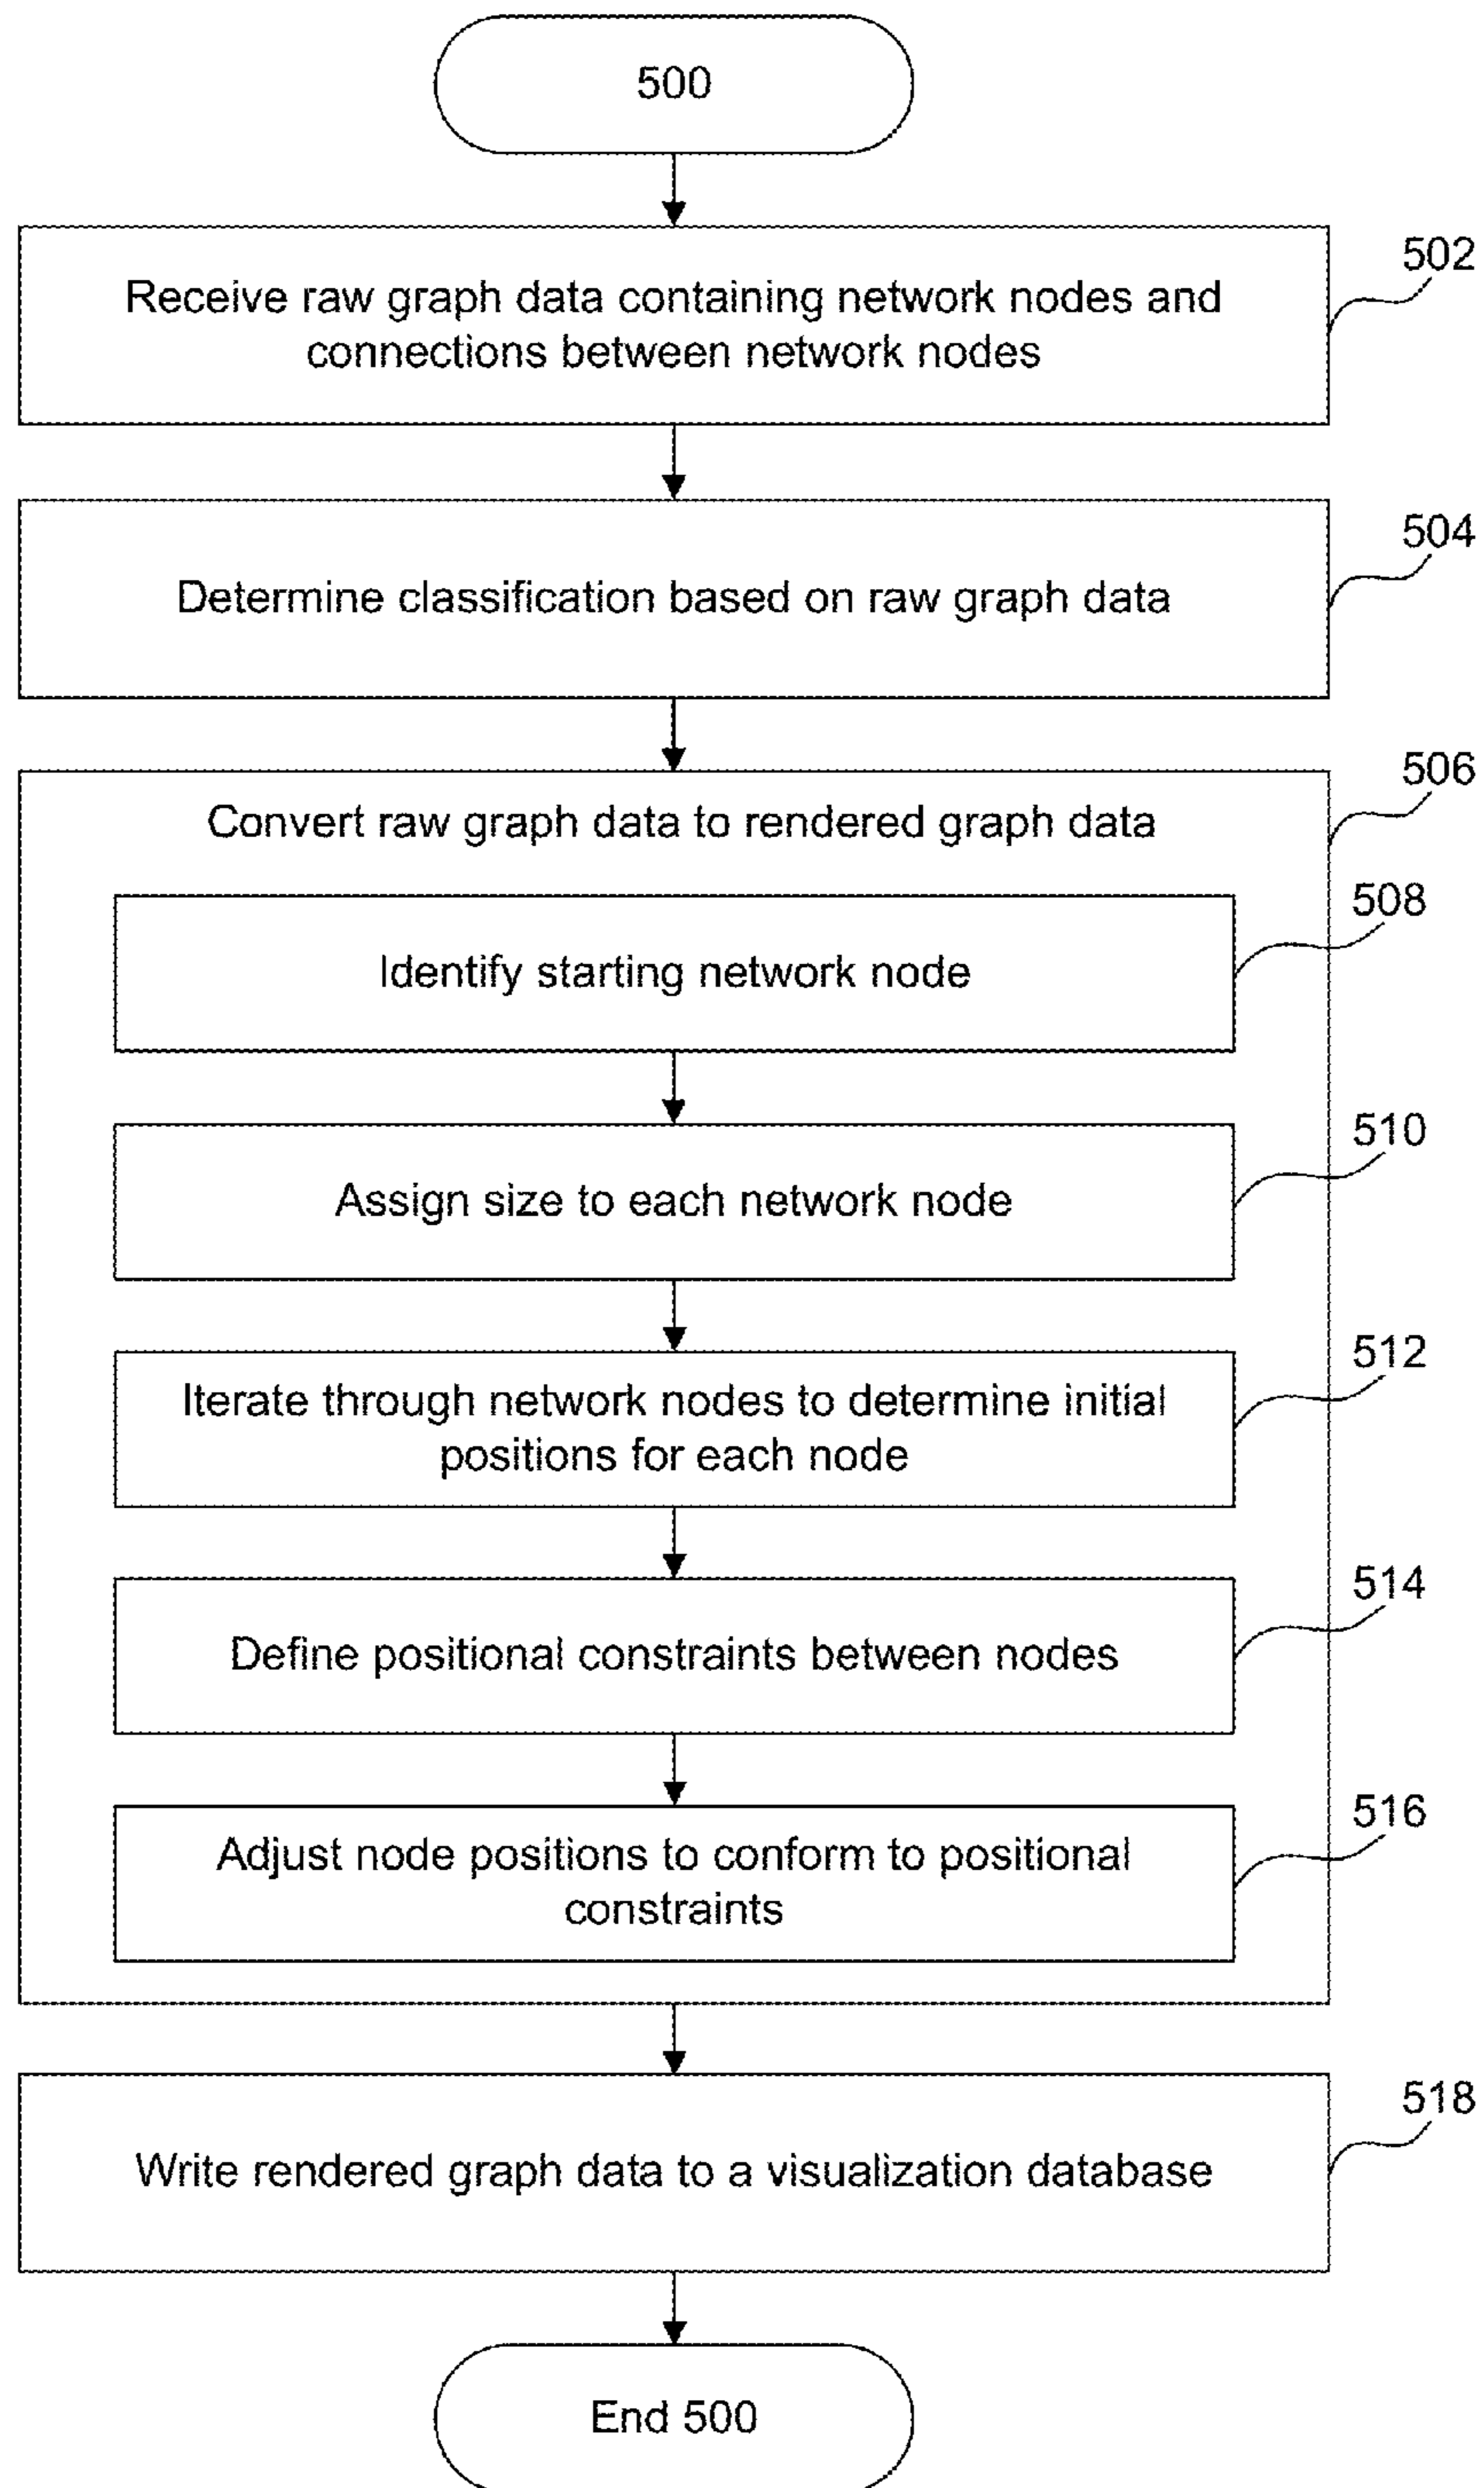 500
Receive raw graph data containing network nodes and
connections between network nodes
502
Determine classification based on raw graph data
504
Convert raw graph data to rendered graph data
506
Identify starting network node
508
Assign size to each network node
510
Iterate through network nodes to determine initial
positions for each node
512
Define positional constraints between nodes
514
Adjust node positions to conform to positional
constraints
516
Write rendered graph data to a visualization database
518
End 500